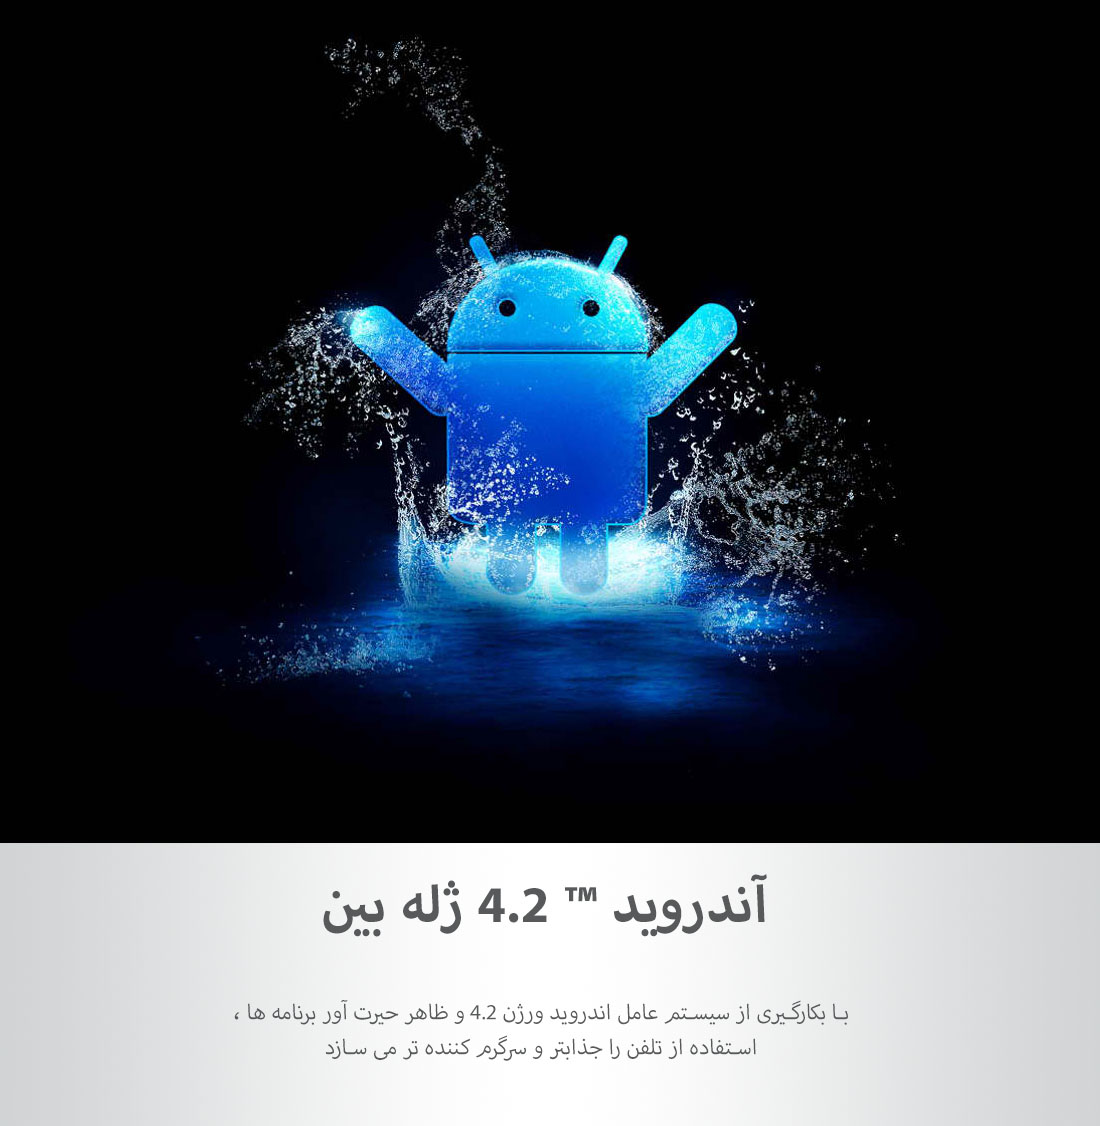 آندروید ™ 4.2 ژله بین
با بکارگیری از سیستم عامل اندروید ورژن 4.2 و ظاهر حیرت آور برنامه ها ،
استفاده از تلفن را جذابتر و سرگرم کننده تر می سازد